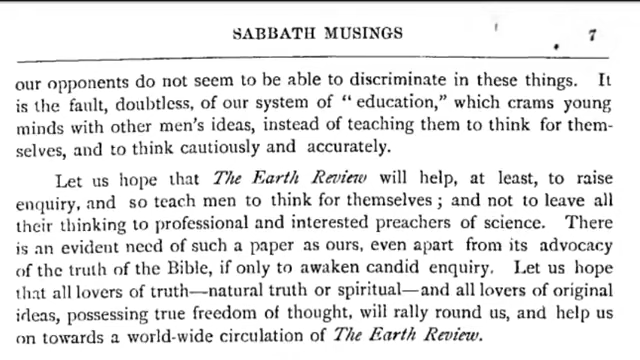 SABBATH MUSINGS 7
our opponents do not seem to be able to discriminate in these things. It
is the fault, doubtless, of our system of “ education,” which crams young
minds with other men's ideas, instead of teaching them to think for them-
selves, and to think cautiously and accurately.
Let us hope that The Earth Review will help, at least, to raise
enquiry, and so teach men to think for themselves ; and not to leave all
their thinking to professional and interested preachers of science. There
is an evident need of such a paper as ours, even apart from its advocacy
of the truth of the Bible, if only to awaken candid enquiry. Let us hope
that all lovers of truth—natural truth or spiritual—and all lovers of original
ideas, possessing true freedom of thought, will rally round us, and help us
on towards a world-wide circulation of The Earth Review.